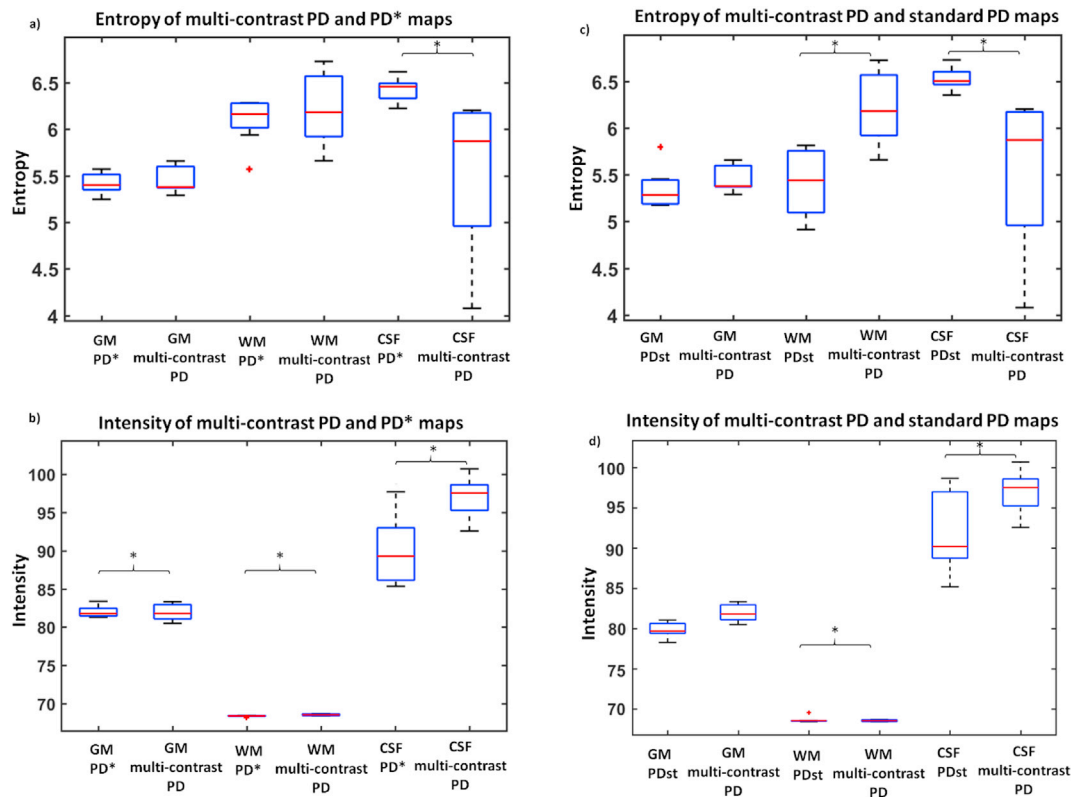 a)
Entropy of multi-contrast PD and PD* maps
*
6.5
6
5.5
5
4.5
4
Entropy
GM PD*
GM multi-contrast PD
WM PD*
WM multi-contrast PD
CSF PD*
CSF multi-contrast PD
c)
Entropy of multi-contrast PD and standard PD maps
*
*
6.5
6
5.5
5
4.5
4
Entropy
GM PDst
GM multi-contrast PD
WM PDst
WM multi-contrast PD
CSF PDst
CSF multi-contrast PD
b)
Intensity of multi-contrast PD and PD* maps
*
*
*
100
95
90
85
80
75
70
Intensity
GM PD*
GM multi-contrast PD
WM PD*
WM multi-contrast PD
CSF PD*
CSF multi-contrast PD
d)
Intensity of multi-contrast PD and standard PD maps
*
*
100
95
90
85
80
75
70
Intensity
GM PDst
GM multi-contrast PD
WM PDst
WM multi-contrast PD
CSF PDst
CSF multi-contrast PD